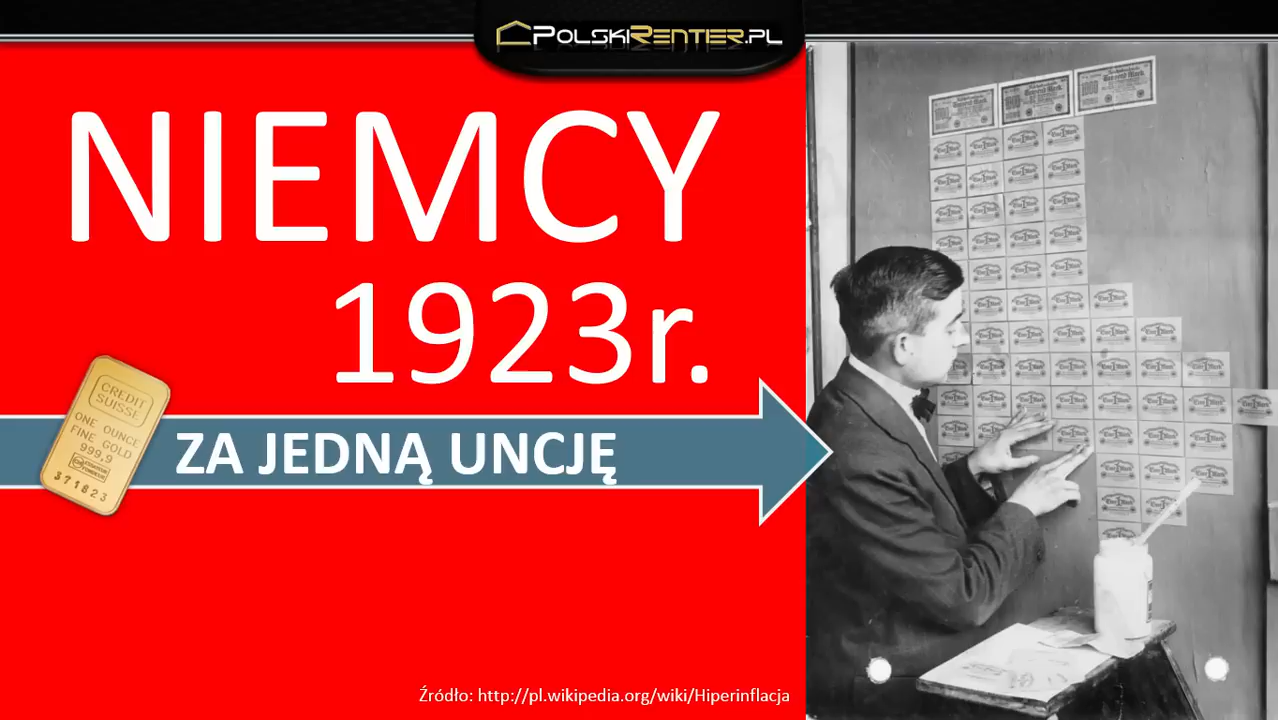 POLSKIRENTIER.PL
NIEMCY
1923r.
CREDIT
SUISSE
ONE OUNCE
FINE GOLD
999,9
371823
ZA JEDNĄ UNCJĘ
Źródło: http://pl.wikipedia.org/wiki/Hiperinflacja